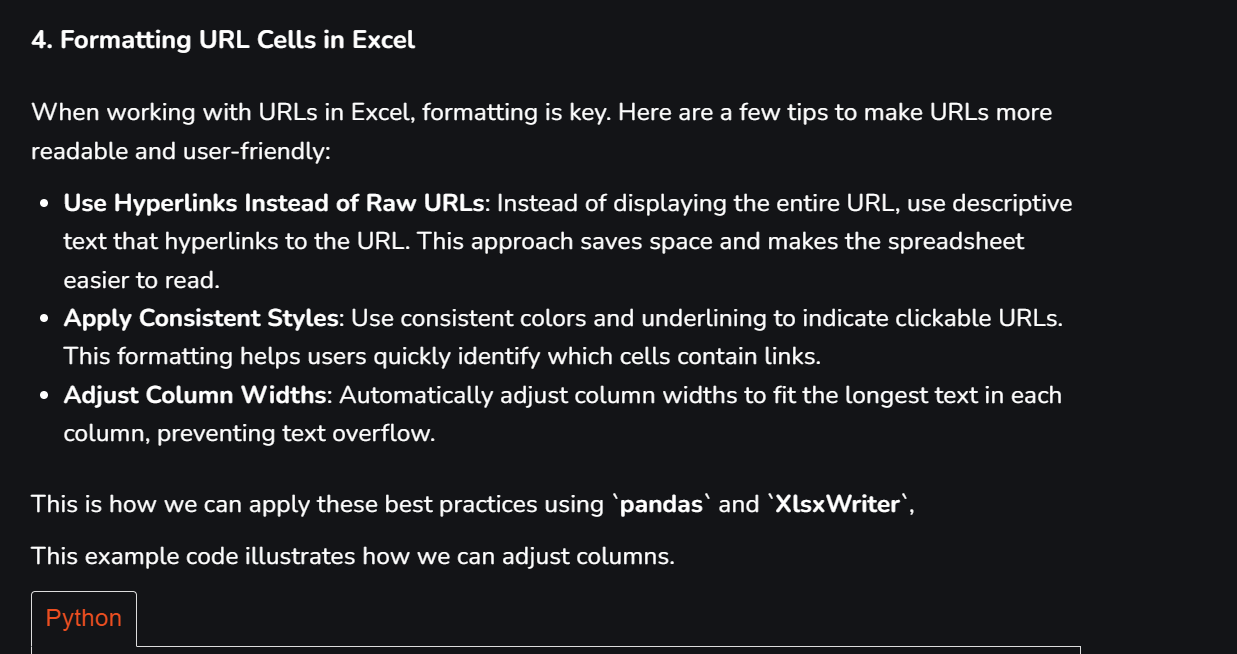 4. Formatting URL Cells in Excel
When working with URLs in Excel, formatting is key. Here are a few tips to make URLs more
readable and user-friendly:
• Use Hyperlinks Instead of Raw URLs: Instead of displaying the entire URL, use descriptive
text that hyperlinks to the URL. This approach saves space and makes the spreadsheet
easier to read.
• Apply Consistent Styles: Use consistent colors and underlining to indicate clickable URLs.
This formatting helps users quickly identify which cells contain links.
• Adjust Column Widths: Automatically adjust column widths to fit the longest text in each
column, preventing text overflow.
This is how we can apply these best practices using `pandas` and `XlsxWriter`,
This example code illustrates how we can adjust columns.
Python